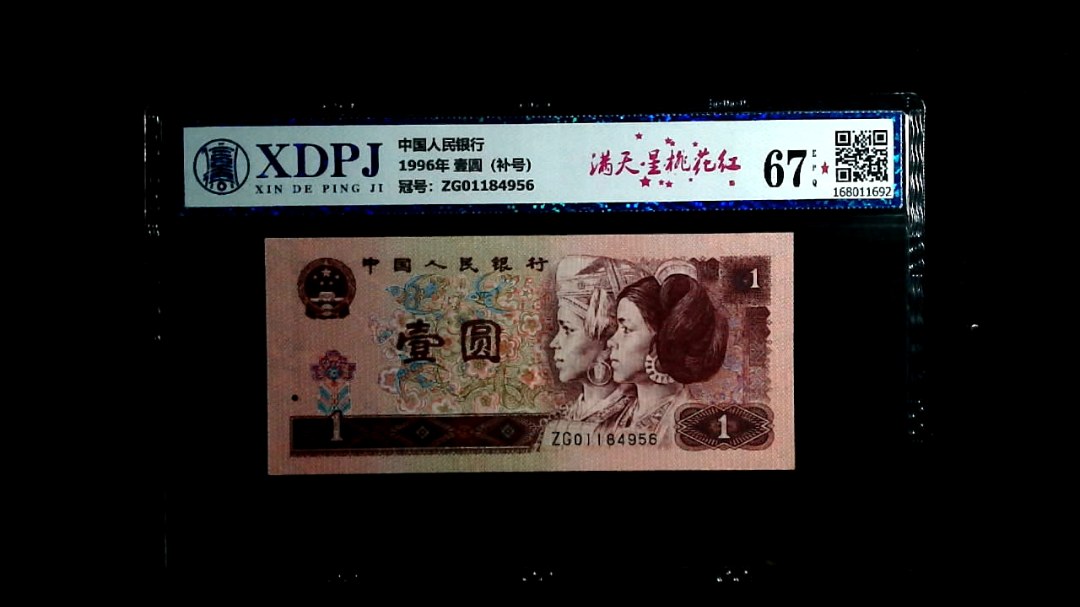 XDPJ
XIN DE PING JI
中国人民银行
1996年 壹圆（补号）
冠号：ZG01184956
满天星桃花红
67 EPQ ★
168011692
中国人民银行
1
壹圆
1
ZG01184956
1